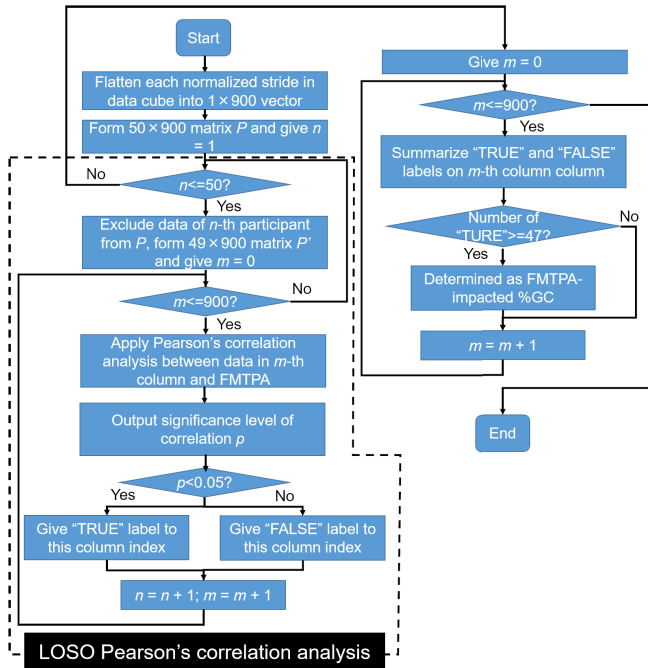 Start
Flatten each normalized stride in
data cube into 1×900 vector
Form 50×900 matrix P and give n
= 1
No
n<=50?
Yes
Exclude data of n-th participant
from P, form 49×900 matrix P'
and give m = 0
No
m<=900?
Yes
Apply Pearson's correlation
analysis between data in m-th
column and FMTPA
Output significance level of
correlation p
p<0.05?
Yes
No
Give "TRUE" label to
this column index
Give "FALSE" label to
this column index
n = n + 1; m = m + 1
LOSO Pearson's correlation analysis
Give m = 0
m<=900?
Yes
Summarize "TRUE" and "FALSE"
labels on m-th column column
Number of
"TURE">=47?
No
Yes
Determined as FMTPA-
impacted %GC
m = m + 1
End